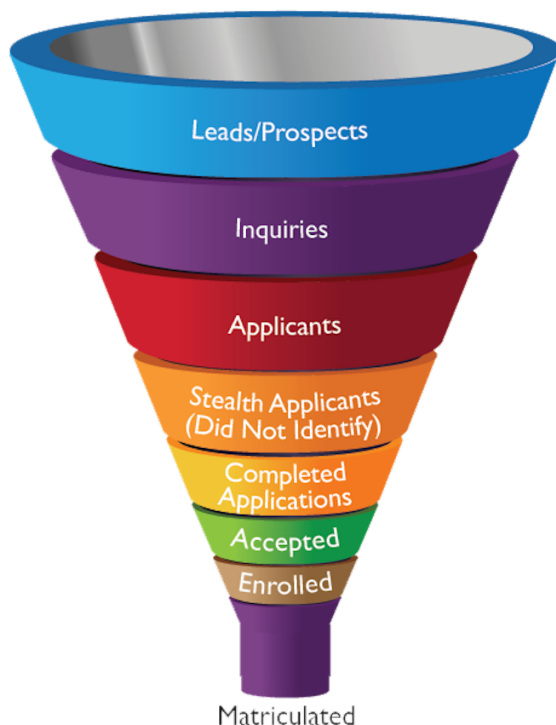 Leads/Prospects
Inquiries
Applicants
Stealth Applicants
(Did Not Identify)
Completed
Applications
Accepted
Enrolled
Matriculated